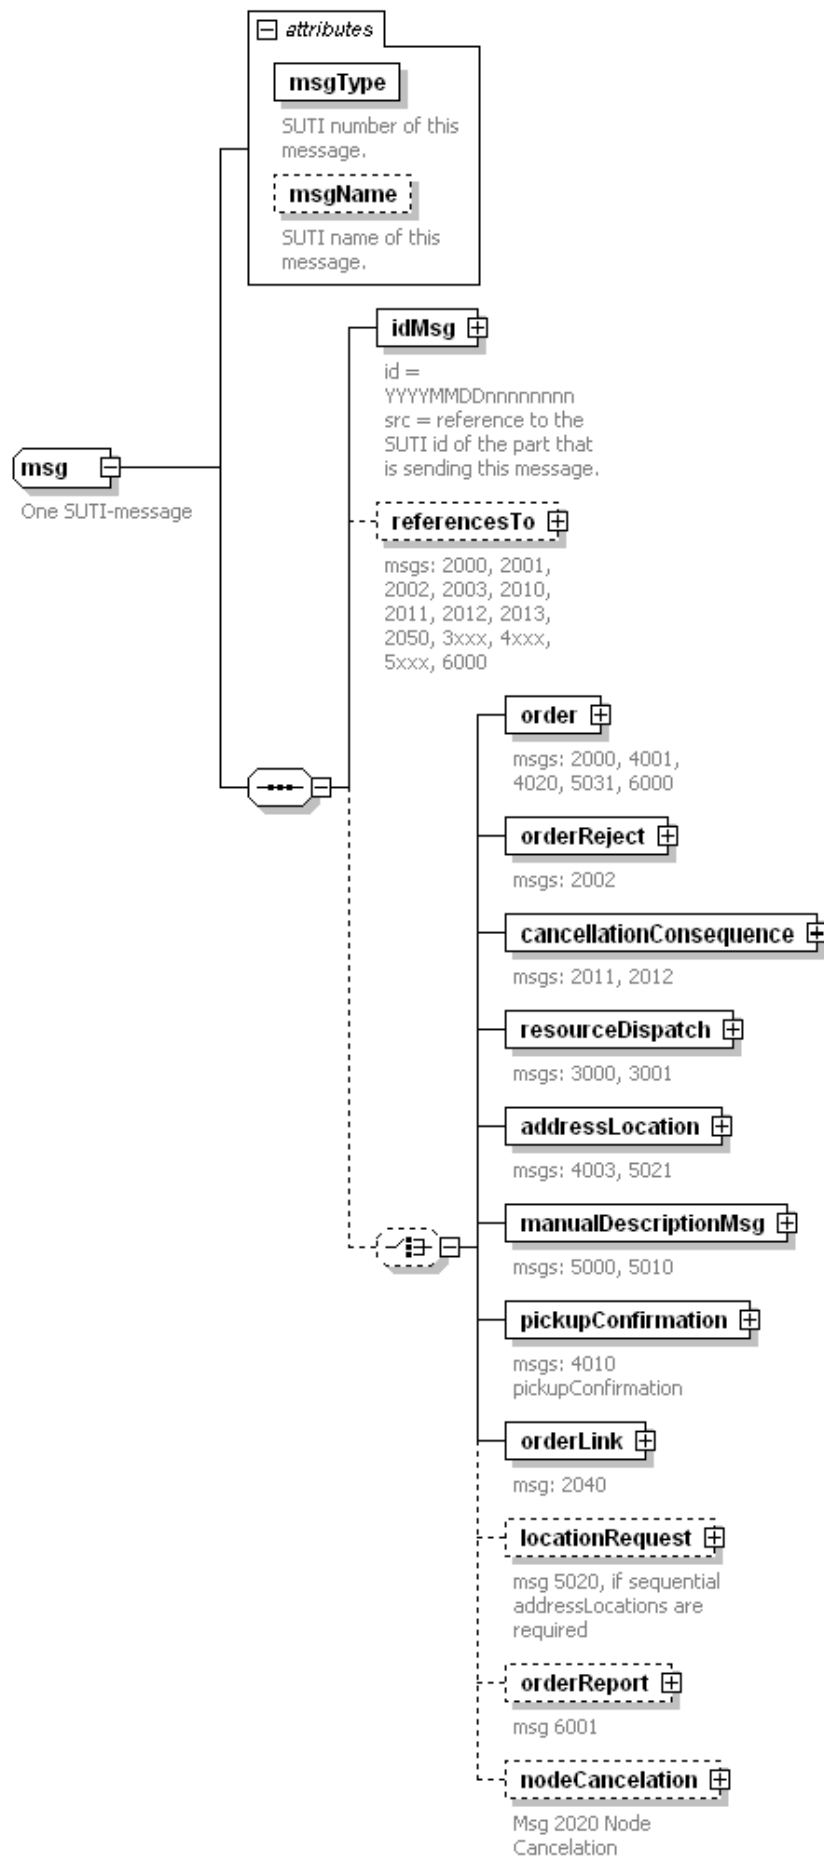 attributes
msgType
SUTI number of this
message.
msgName
SUTI name of this
message.
idMsg
id =
YYYYMMDDnnnnnnnn
src = reference to the
SUTI id of the part that
is sending this message.
msg
One SUTI-message
referencesTo
msgs: 2000, 2001,
2002, 2003, 2010,
2011, 2012, 2013,
2050, 3xxx, 4xxx,
5xxx, 6000
order
msgs: 2000, 4001,
4020, 5031, 6000
orderReject
msgs: 2002
cancellationConsequence
msgs: 2011, 2012
resourceDispatch
msgs: 3000, 3001
addressLocation
msgs: 4003, 5021
manualDescriptionMsg
msgs: 5000, 5010
pickupConfirmation
msgs: 4010
pickupConfirmation
orderLink
msg: 2040
locationRequest
msg 5020, if sequential
addressLocations are
required
orderReport
msg 6001
nodeCancelation
Msg 2020 Node
Cancelation